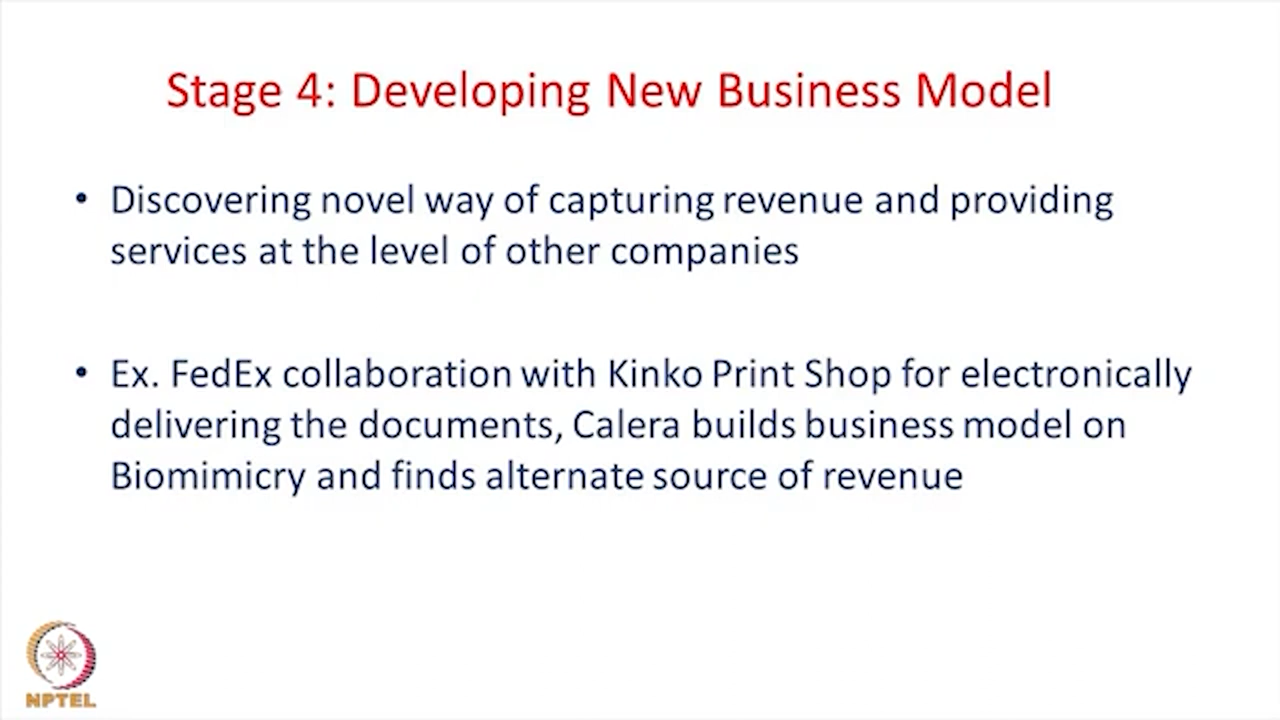 Stage 4: Developing New Business Model
• Discovering novel way of capturing revenue and providing
services at the level of other companies
• Ex. FedEx collaboration with Kinko Print Shop for electronically
delivering the documents, Calera builds business model on
Biomimicry and finds alternate source of revenue
NPTEL